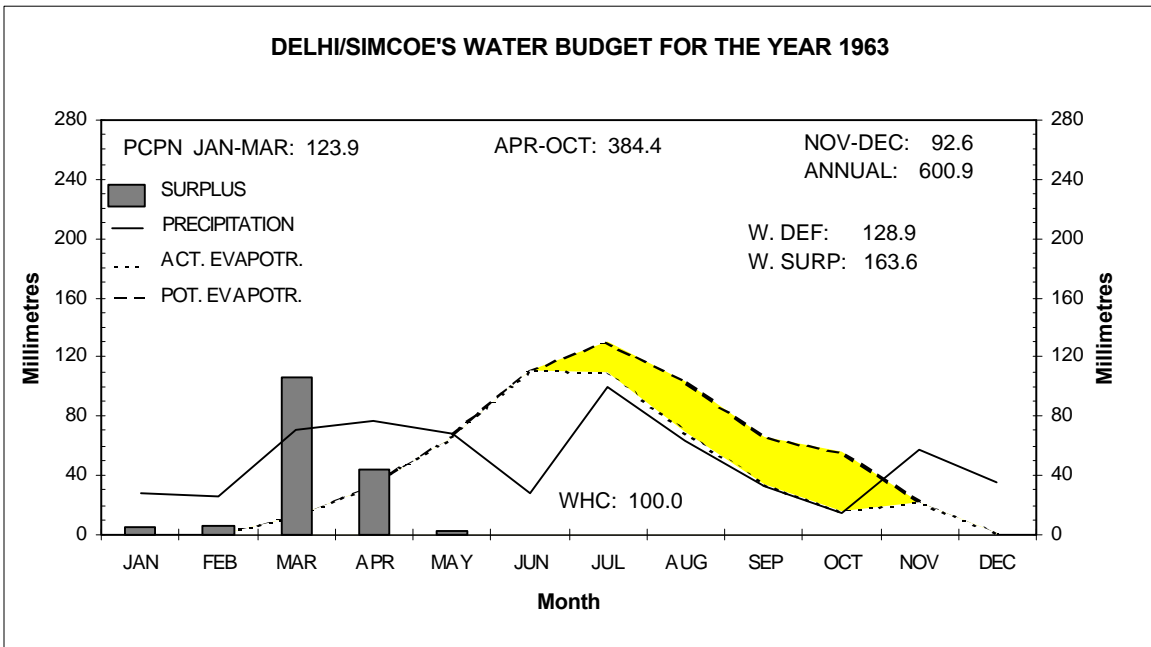 DELHI/SIMCOE'S WATER BUDGET FOR THE YEAR 1963
280
240
200
160
120
80
40
0
Millimetres
PCPN JAN-MAR: 123.9
APR-OCT: 384.4
NOV-DEC: 92.6
ANNUAL: 600.9
SURPLUS
PRECIPITATION
ACT. EVAPOTR.
POT. EVAPOTR.
W. DEF: 128.9
W. SURP: 163.6
WHC: 100.0
280
240
200
160
120
80
40
0
Millimetres
JAN FEB MAR APR MAY JUN JUL AUG SEP OCT NOV DEC
Month